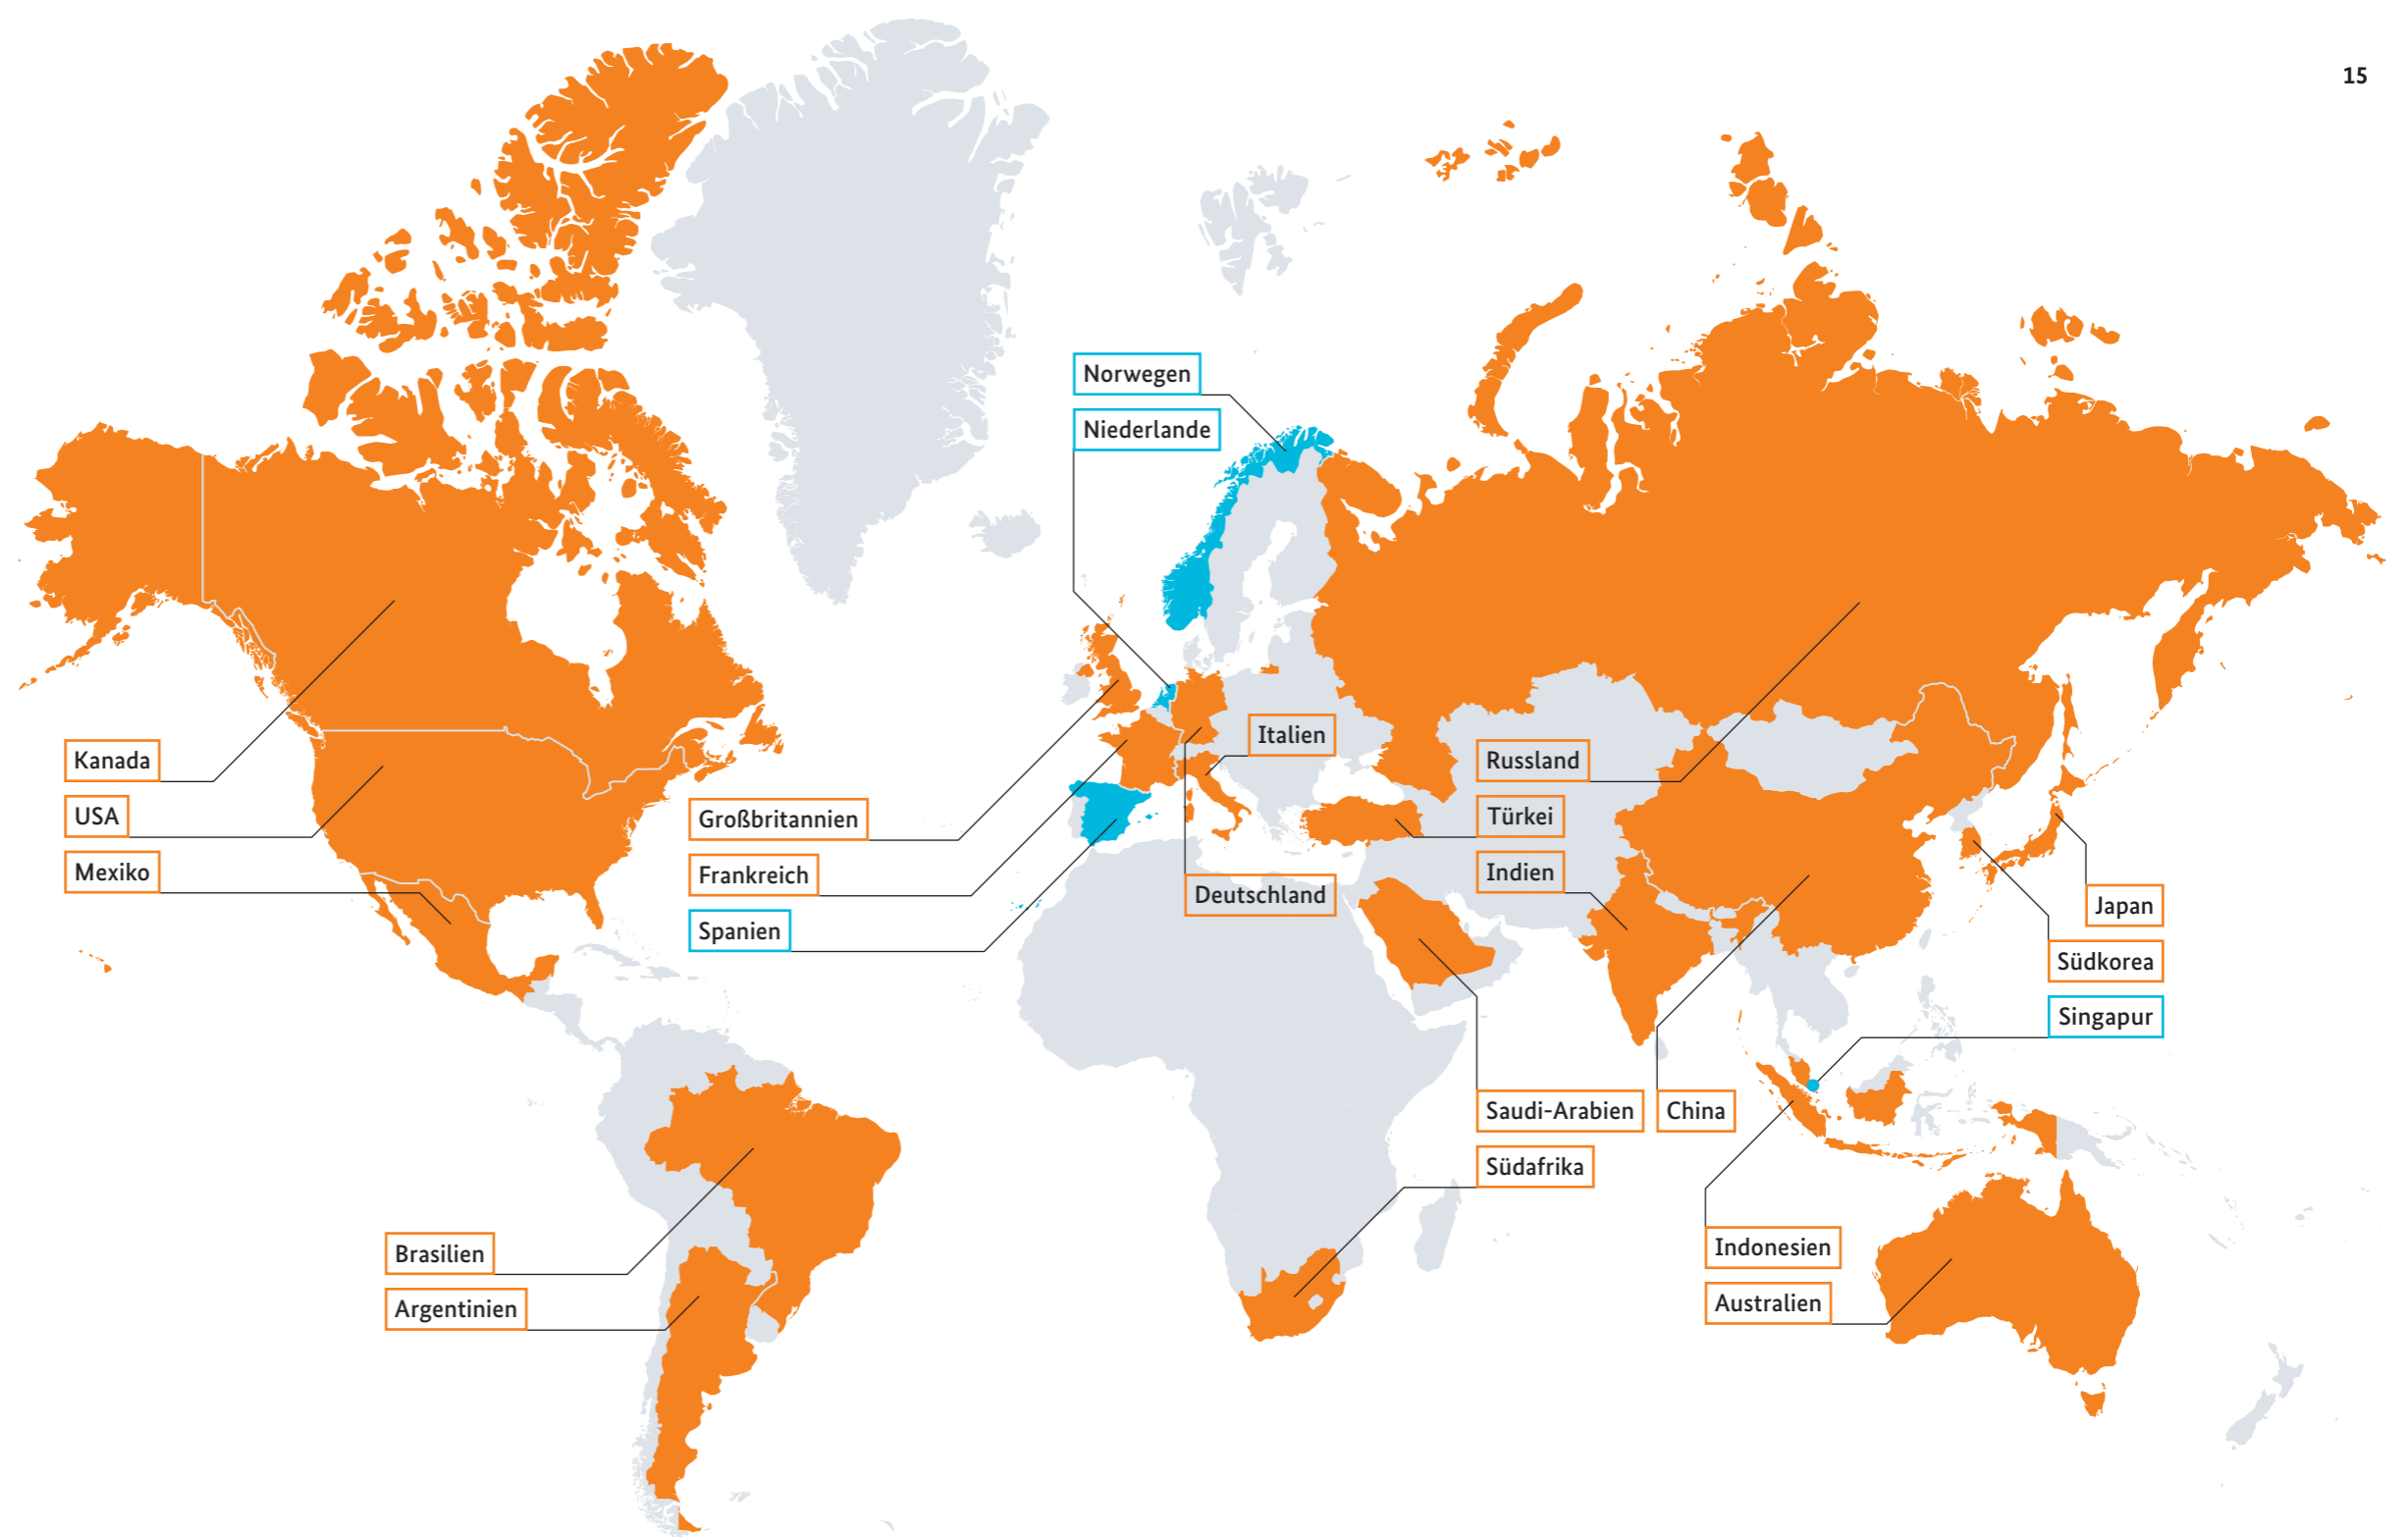 15
Norwegen
Niederlande
Kanada
USA
Mexiko
Großbritannien
Frankreich
Spanien
Italien
Deutschland
Russland
Türkei
Indien
Japan
Südkorea
Singapur
Saudi-Arabien
China
Südafrika
Brasilien
Argentinien
Indonesien
Australien